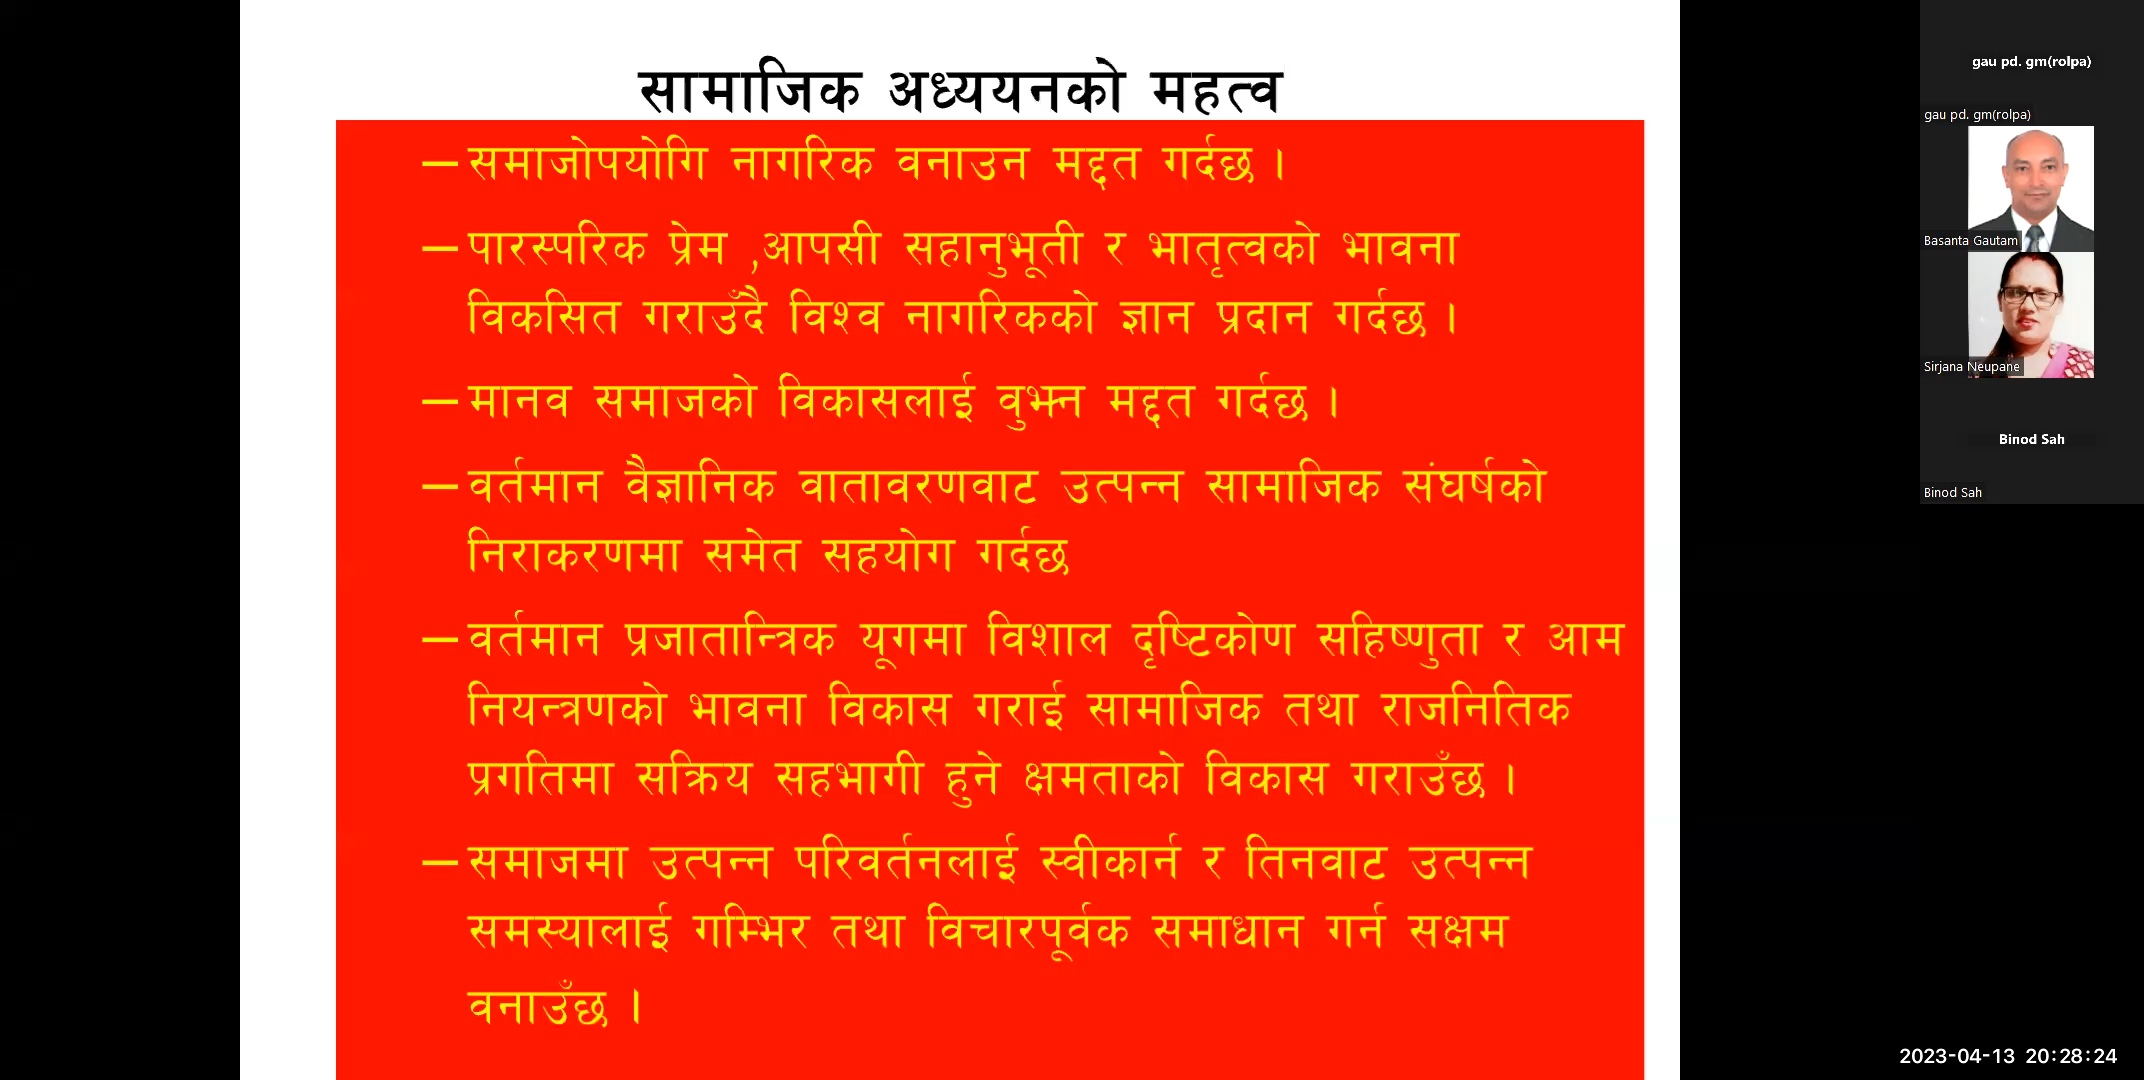 सामाजिक अध्ययनको महत्व
– समाजोपयोगि नागरिक वनाउन मद्दत गर्दछ ।
– पारस्परिक प्रेम ,आपसी सहानुभूती र भातृत्वको भावना
विकसित गराउँदै विश्व नागरिकको ज्ञान प्रदान गर्दछ ।
– मानव समाजको विकासलाई वुझ्न मद्दत गर्दछ ।
– वर्तमान वैज्ञानिक वातावरणवाट उत्पन्न सामाजिक संघर्षको
निराकरणमा समेत सहयोग गर्दछ
– वर्तमान प्रजातान्त्रिक यूगमा विशाल दृष्टिकोण सहिष्णुता र आम
नियन्त्रणको भावना विकास गराई सामाजिक तथा राजनितिक
प्रगतिमा सक्रिय सहभागी हुने क्षमताको विकास गराउँछ ।
– समाजमा उत्पन्न परिवर्तनलाई स्वीकार्न र तिनवाट उत्पन्न
समस्यालाई गम्भिर तथा विचारपूर्वक समाधान गर्न सक्षम
वनाउँछ ।
gau pd. gm(rolpa)
gau pd. gm(rolpa)
Basanta Gautam
Sirjana Neupane
Binod Sah
Binod Sah
2023-04-13 20:28:24